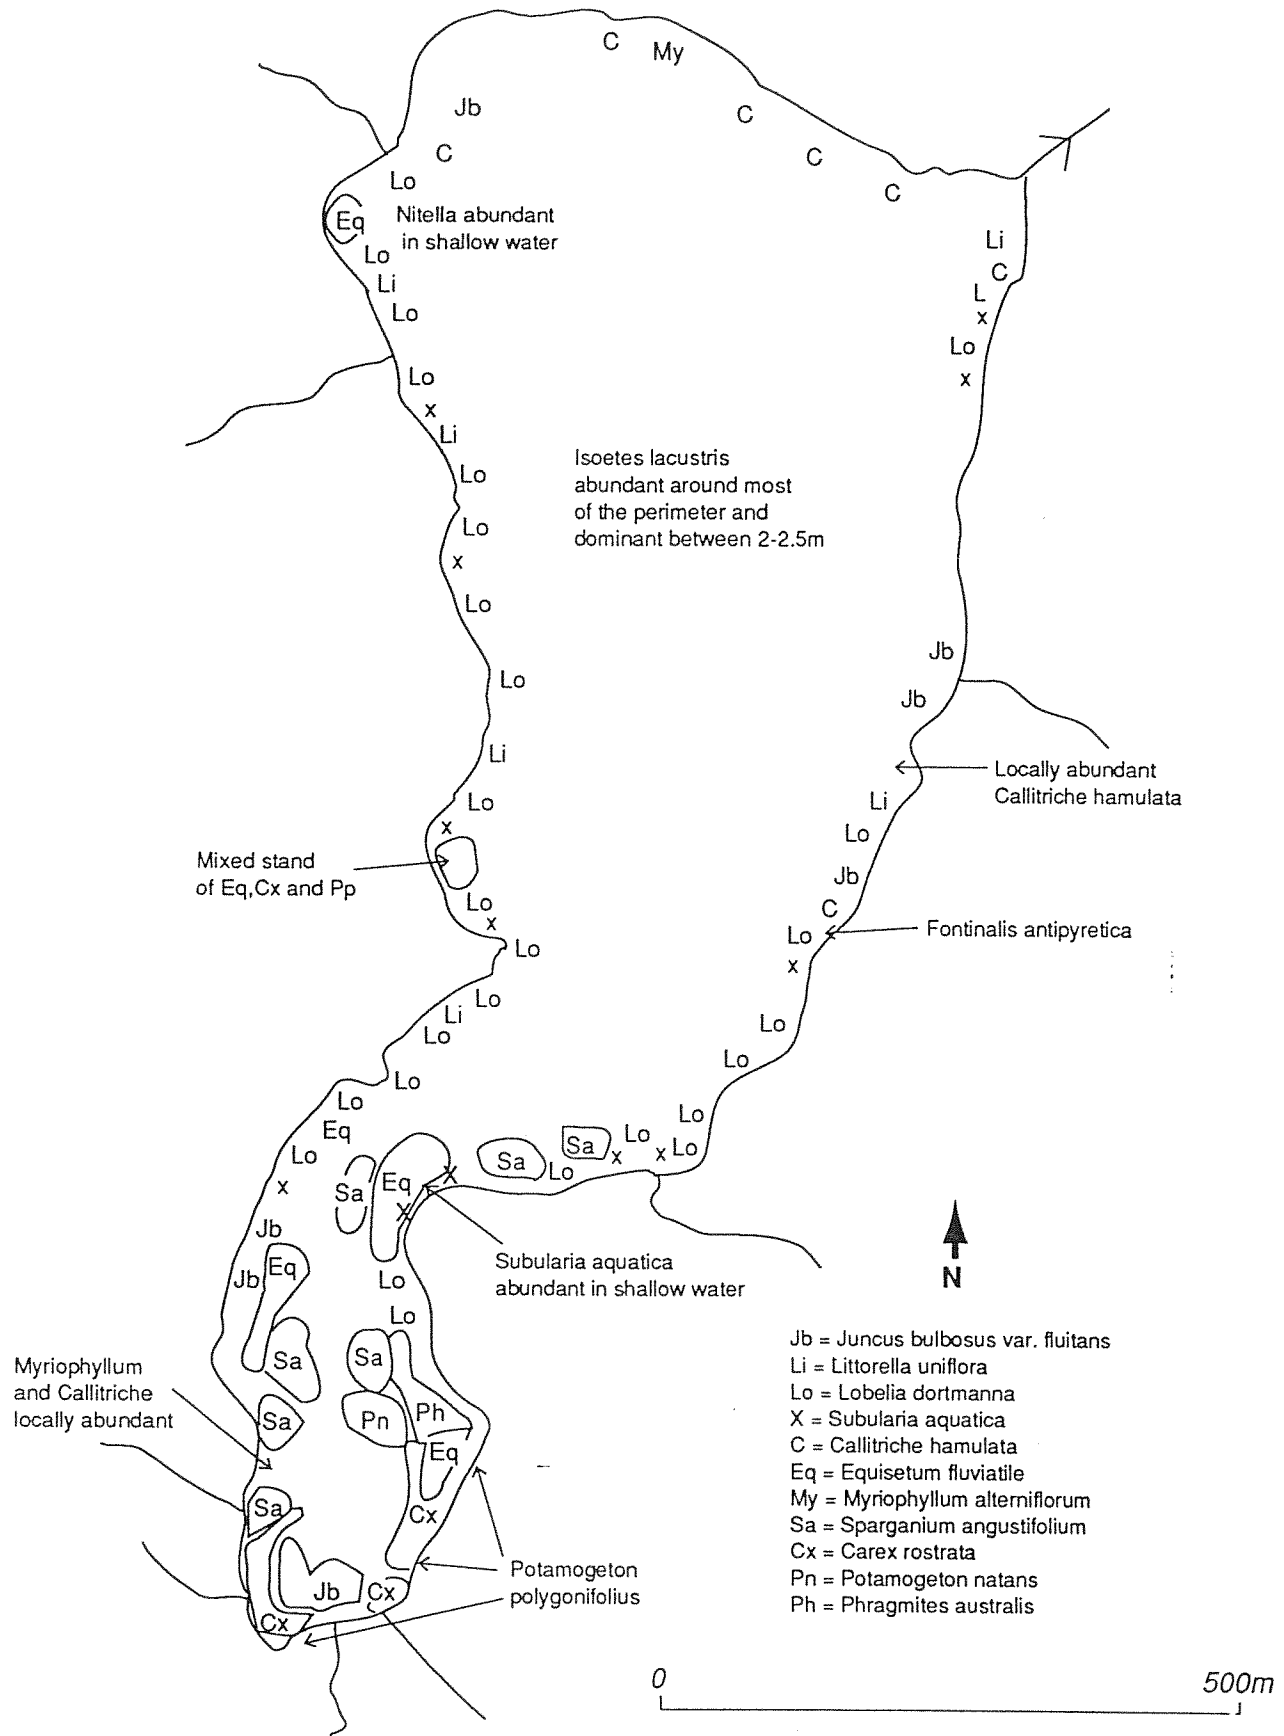 C
My
Jb
C
C
C
Lo
C
Eq
Nitella abundant
in shallow water
Li
Lo
Li
C
L
Lo
x
Lo
Lo
x
x
Li
Isoetes lacustris
abundant around most
of the perimeter and
dominant between 2-2.5m
Lo
Lo
x
Lo
Jb
Lo
Jb
Li
Locally abundant
Callitriche hamulata
Lo
Li
x
Lo
Mixed stand
of Eq,Cx and Pp
Jb
Lo
C
x
Lo
Fontinalis antipyretica
Lo
x
Lo
Li
Lo
Lo
Lo
Lo
Lo
Lo
Eq
Lo
Sa
Lo
Lo
x
x
Sa
Lo
X
x
Sa
Eq
X
Jb
Subularia aquatica
abundant in shallow water
Jb
Eq
Lo
N
Lo
Myriophyllum
and Callitriche
locally abundant
Sa
Sa
Sa
Pn
Ph
Eq
Sa
Cx
Potamogeton
polygonifolius
Jb
Cx
Cx
Jb = Juncus bulbosus var. fluitans
Li = Littorella uniflora
Lo = Lobelia dortmanna
X = Subularia aquatica
C = Callitriche hamulata
Eq = Equisetum fluviatile
My = Myriophyllum alterniflorum
Sa = Sparganium angustifolium
Cx = Carex rostrata
Pn = Potamogeton natans
Ph = Phragmites australis
0
500m